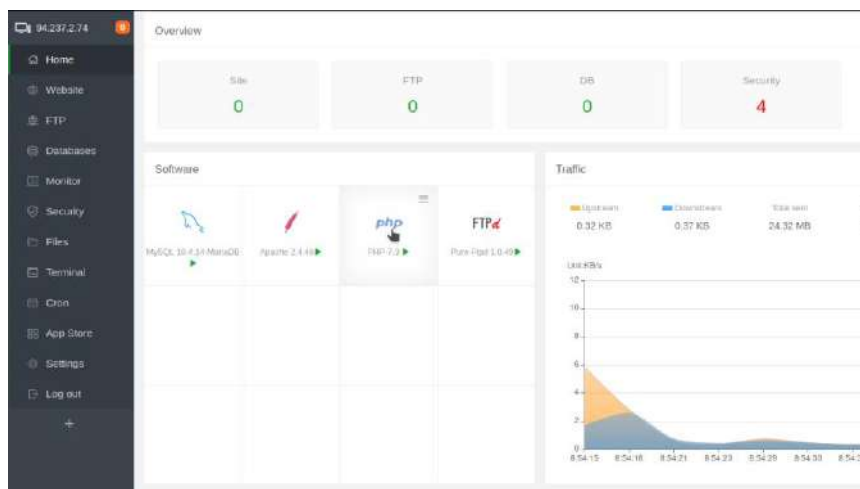 94.237.2.74
0
Home
Website
FTP
Databases
Monitor
Security
Files
Terminal
Cron
App Store
Settings
Log out
+
Overview
Site
0
FTP
0
DB
0
Security
4
Software
php
FTPd
MySQL 10.4.14-MariaDB
Apache 2.4.46
PHP-7.3
Pure-Ftpd 1.0.49
Traffic
Upstream
0.32 KB
Downstream
0.37 KB
Total sent
24.32 MB
Unit:KB/s
12
10
8
6
4
2
0
8:54:15
8:54:18
8:54:21
8:54:23
8:54:29
8:54:33